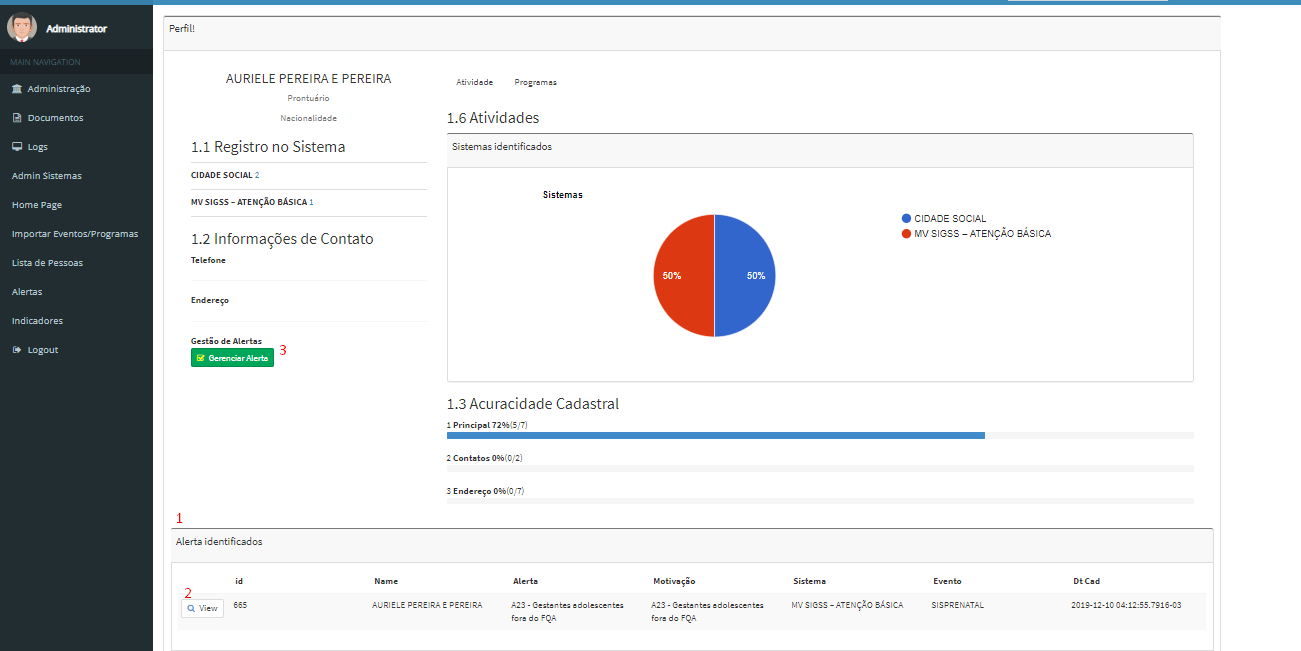 Administrator
MAIN NAVIGATION
Administração
Documentos
Logs
Admin Sistemas
Home Page
Importar Eventos/Programas
Lista de Pessoas
Alertas
Indicadores
Logout
Perfil!
AURIELE PEREIRA E PEREIRA
Prontuário
Nacionalidade
1.1 Registro no Sistema
CIDADE SOCIAL 2
MV SIGSS – ATENÇÃO BÁSICA 1
1.2 Informações de Contato
Telefone
Endereço
Gestão de Alertas
Gerenciar Alerta 3
Atividade Programas
1.6 Atividades
Sistemas identificados
Sistemas
50% 50%
CIDADE SOCIAL
MV SIGSS – ATENÇÃO BÁSICA
1.3 Acuracidade Cadastral
1 Principal 72%(5/7)
2 Contatos 0%(0/2)
3 Endereço 0%(0/7)
1
Alerta identificados
id Name Alerta Motivação Sistema Evento Dt Cad
2
View 665 AURIELE PEREIRA E PEREIRA A23 - Gestantes adolescentes A23 - Gestantes adolescentes MV SIGSS – ATENÇÃO BÁSICA SISPRENATAL 2019-12-10 04:12:55.7916-03
fora do FQA fora do FQA